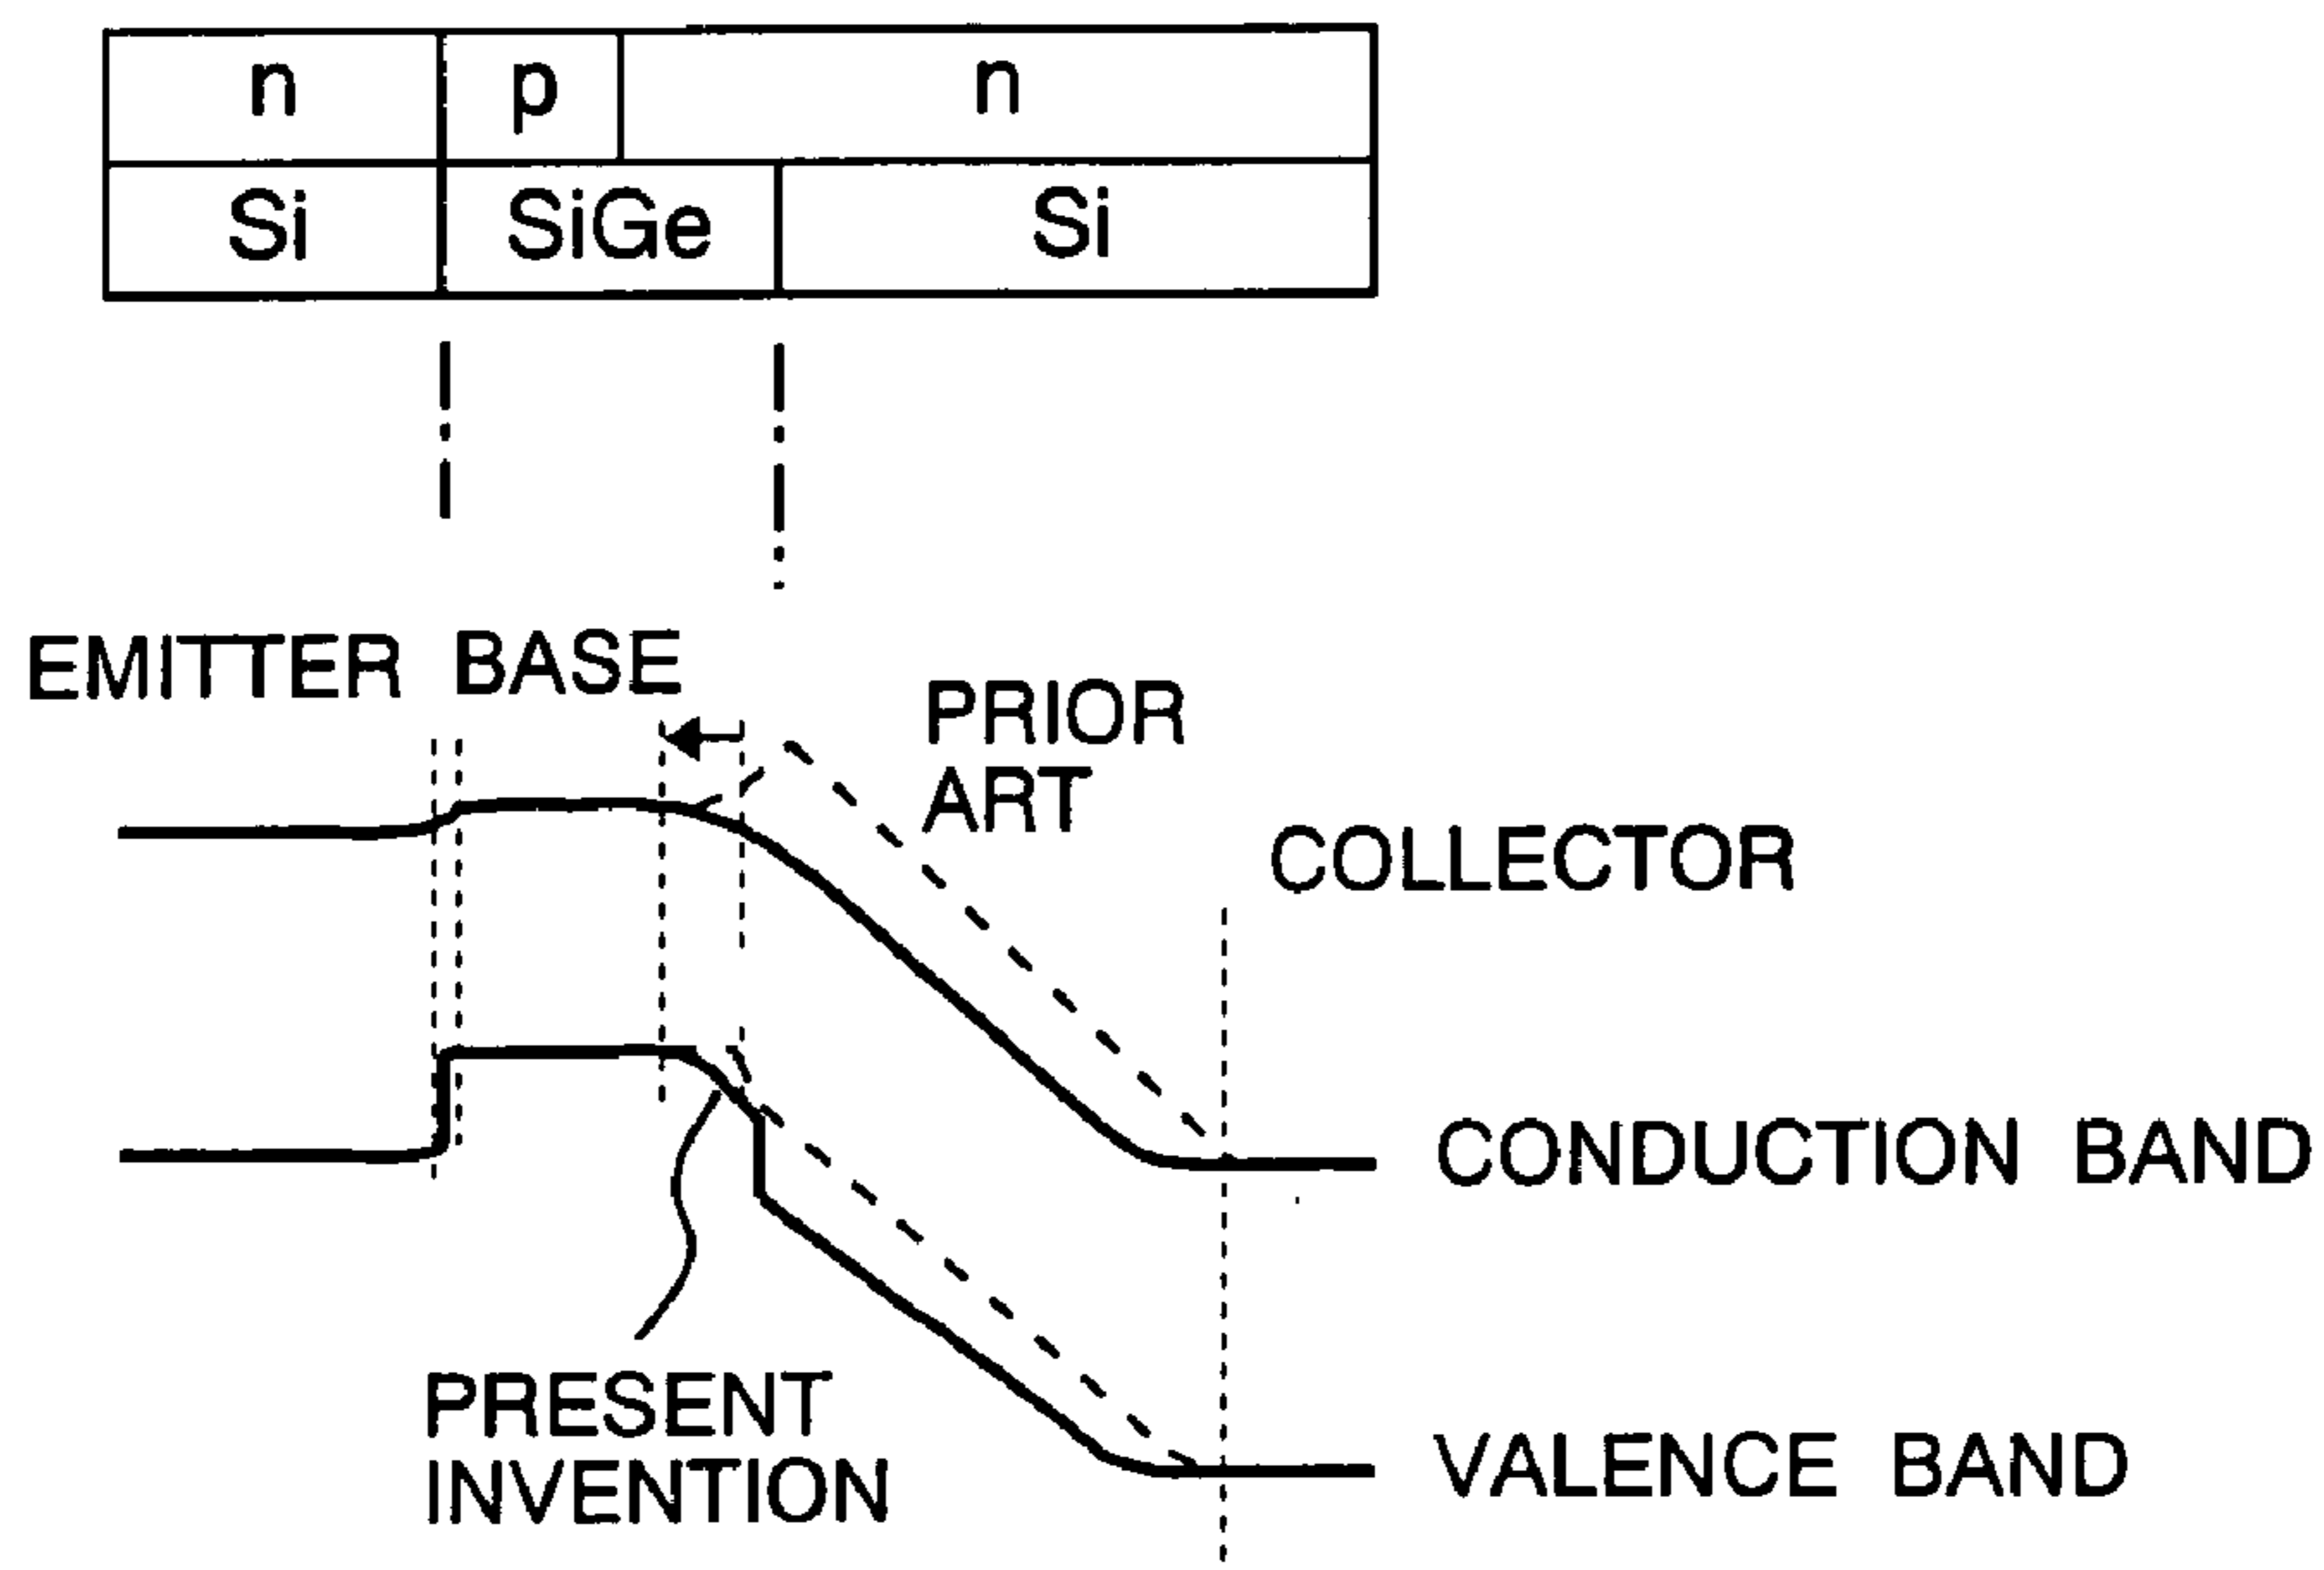 n p n
Si SiGe Si
EMITTER BASE
PRIOR
ART
COLLECTOR
CONDUCTION BAND
PRESENT
INVENTION
VALENCE BAND